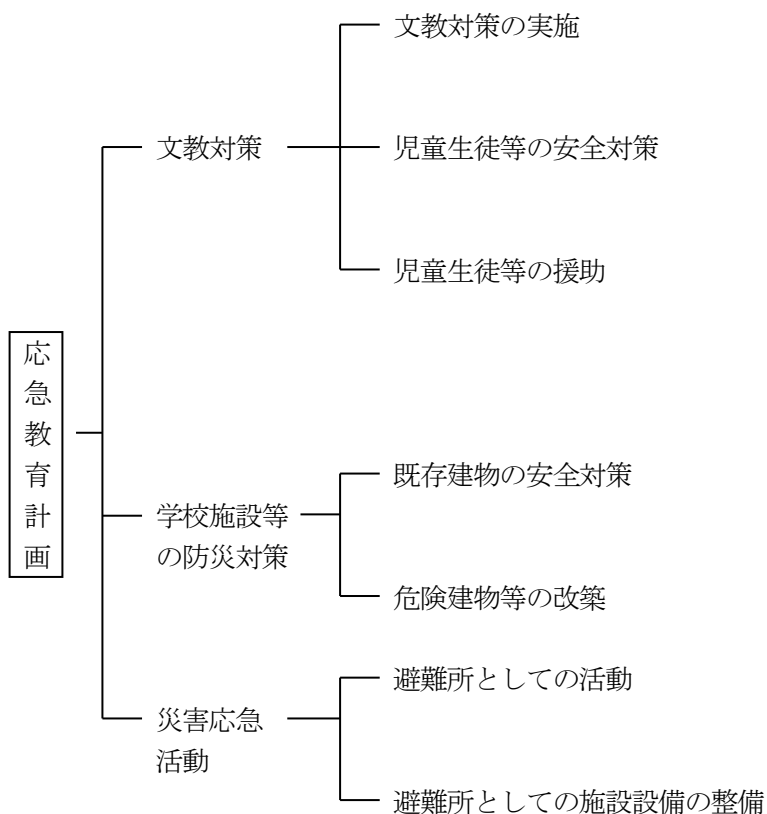 応急教育計画
文教対策
文教対策の実施
児童生徒等の安全対策
児童生徒等の援助
学校施設等
の防災対策
既存建物の安全対策
危険建物等の改築
災害応急
活動
避難所としての活動
避難所としての施設設備の整備